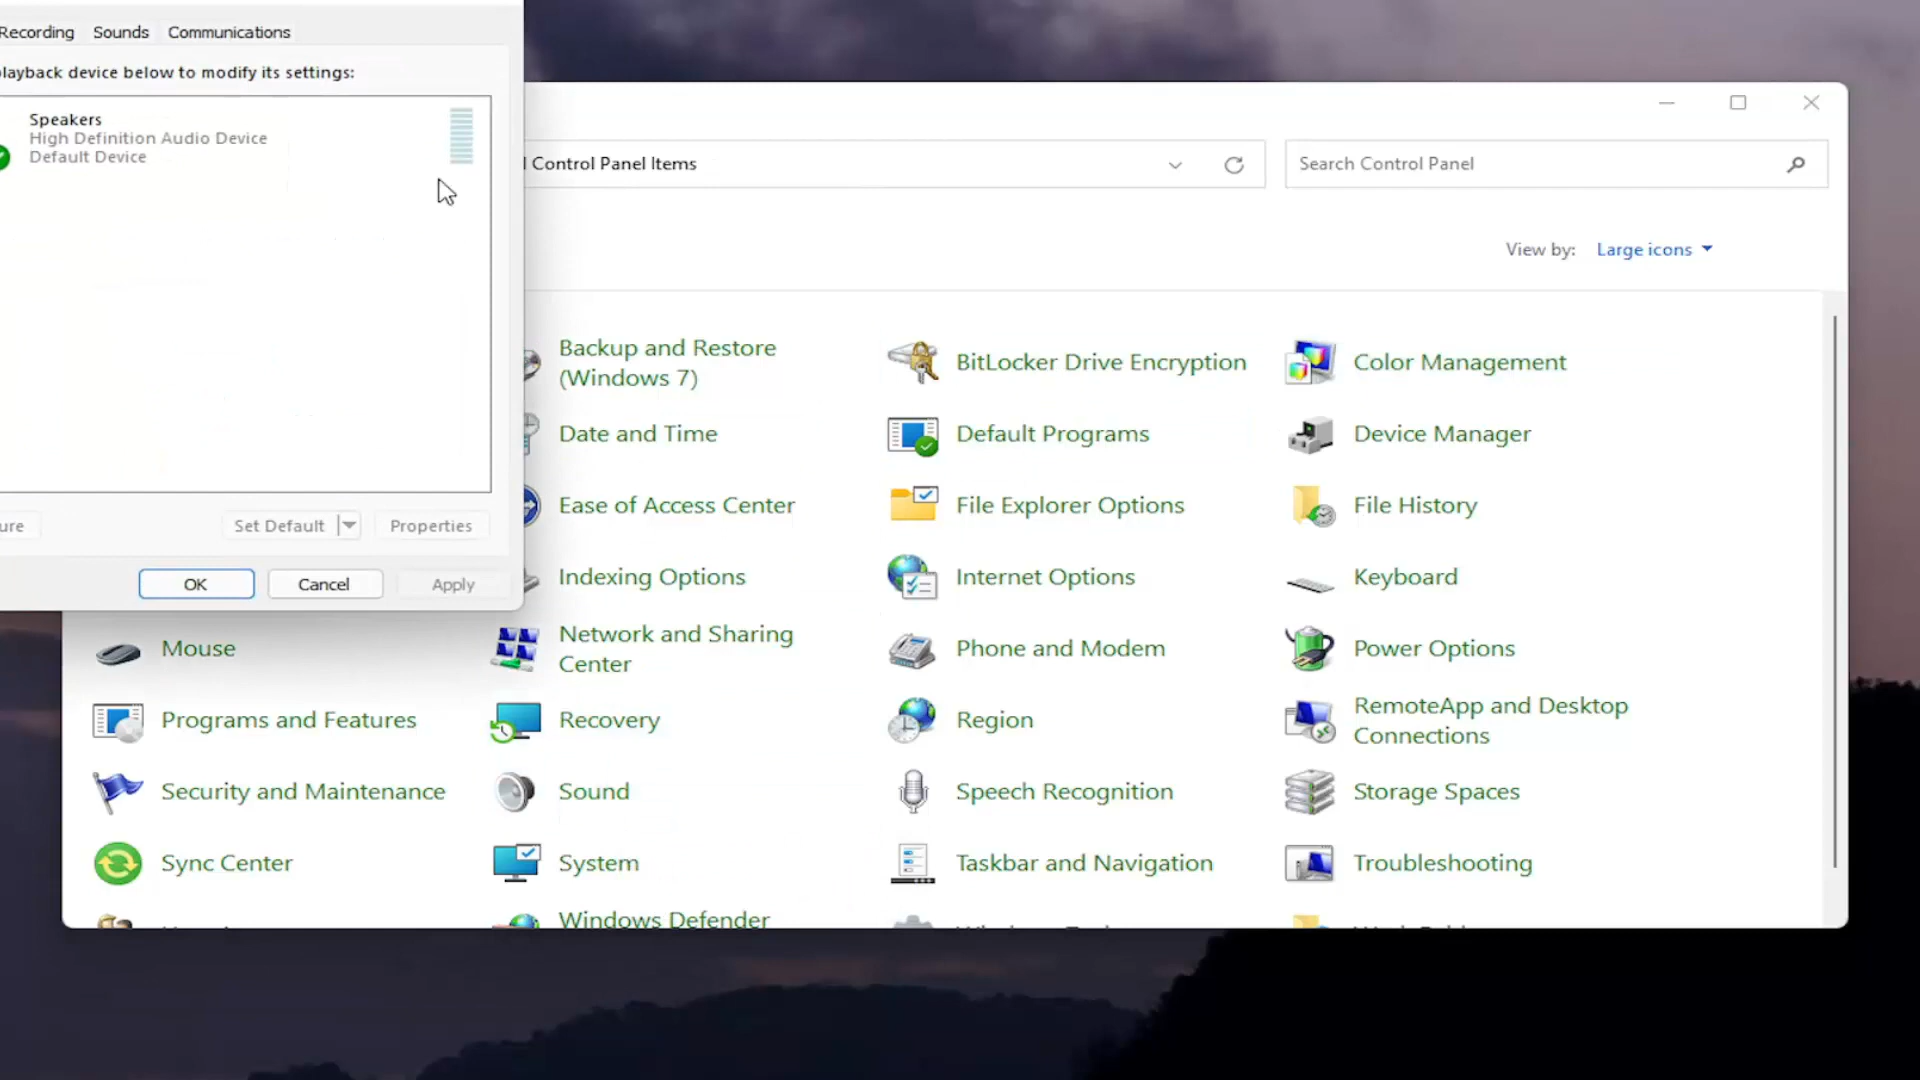 Recording Sounds Communications
playback device below to modify its settings:
Speakers
High Definition Audio Device
Default Device
Set Default
Properties
OK
Cancel
Apply
Control Panel Items
Search Control Panel
View by:
Large icons
Backup and Restore
(Windows 7)
BitLocker Drive Encryption
Color Management
Date and Time
Default Programs
Device Manager
Ease of Access Center
File Explorer Options
File History
Indexing Options
Internet Options
Keyboard
Mouse
Network and Sharing
Center
Phone and Modem
Power Options
Programs and Features
Recovery
Region
RemoteApp and Desktop
Connections
Security and Maintenance
Sound
Speech Recognition
Storage Spaces
Sync Center
System
Taskbar and Navigation
Troubleshooting
Windows Defender